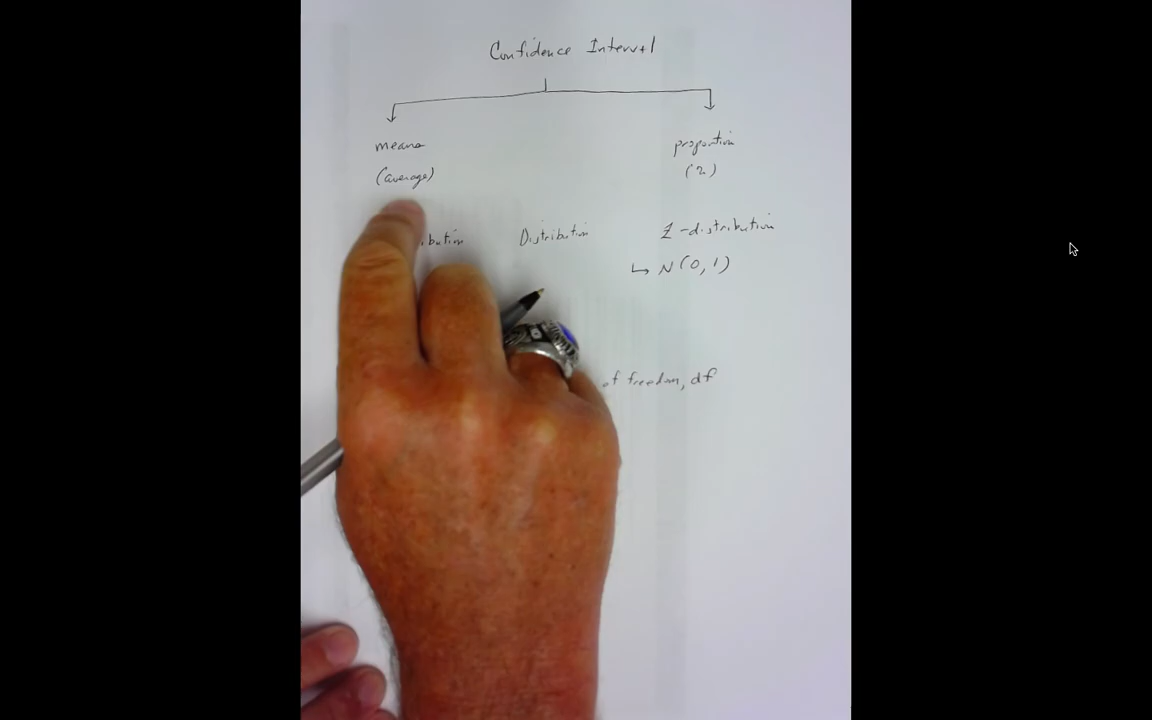 Confidence Interval
means proportion
(average) (%)
Distribution Z-distribution
↳ N(0,1)
of freedom, df